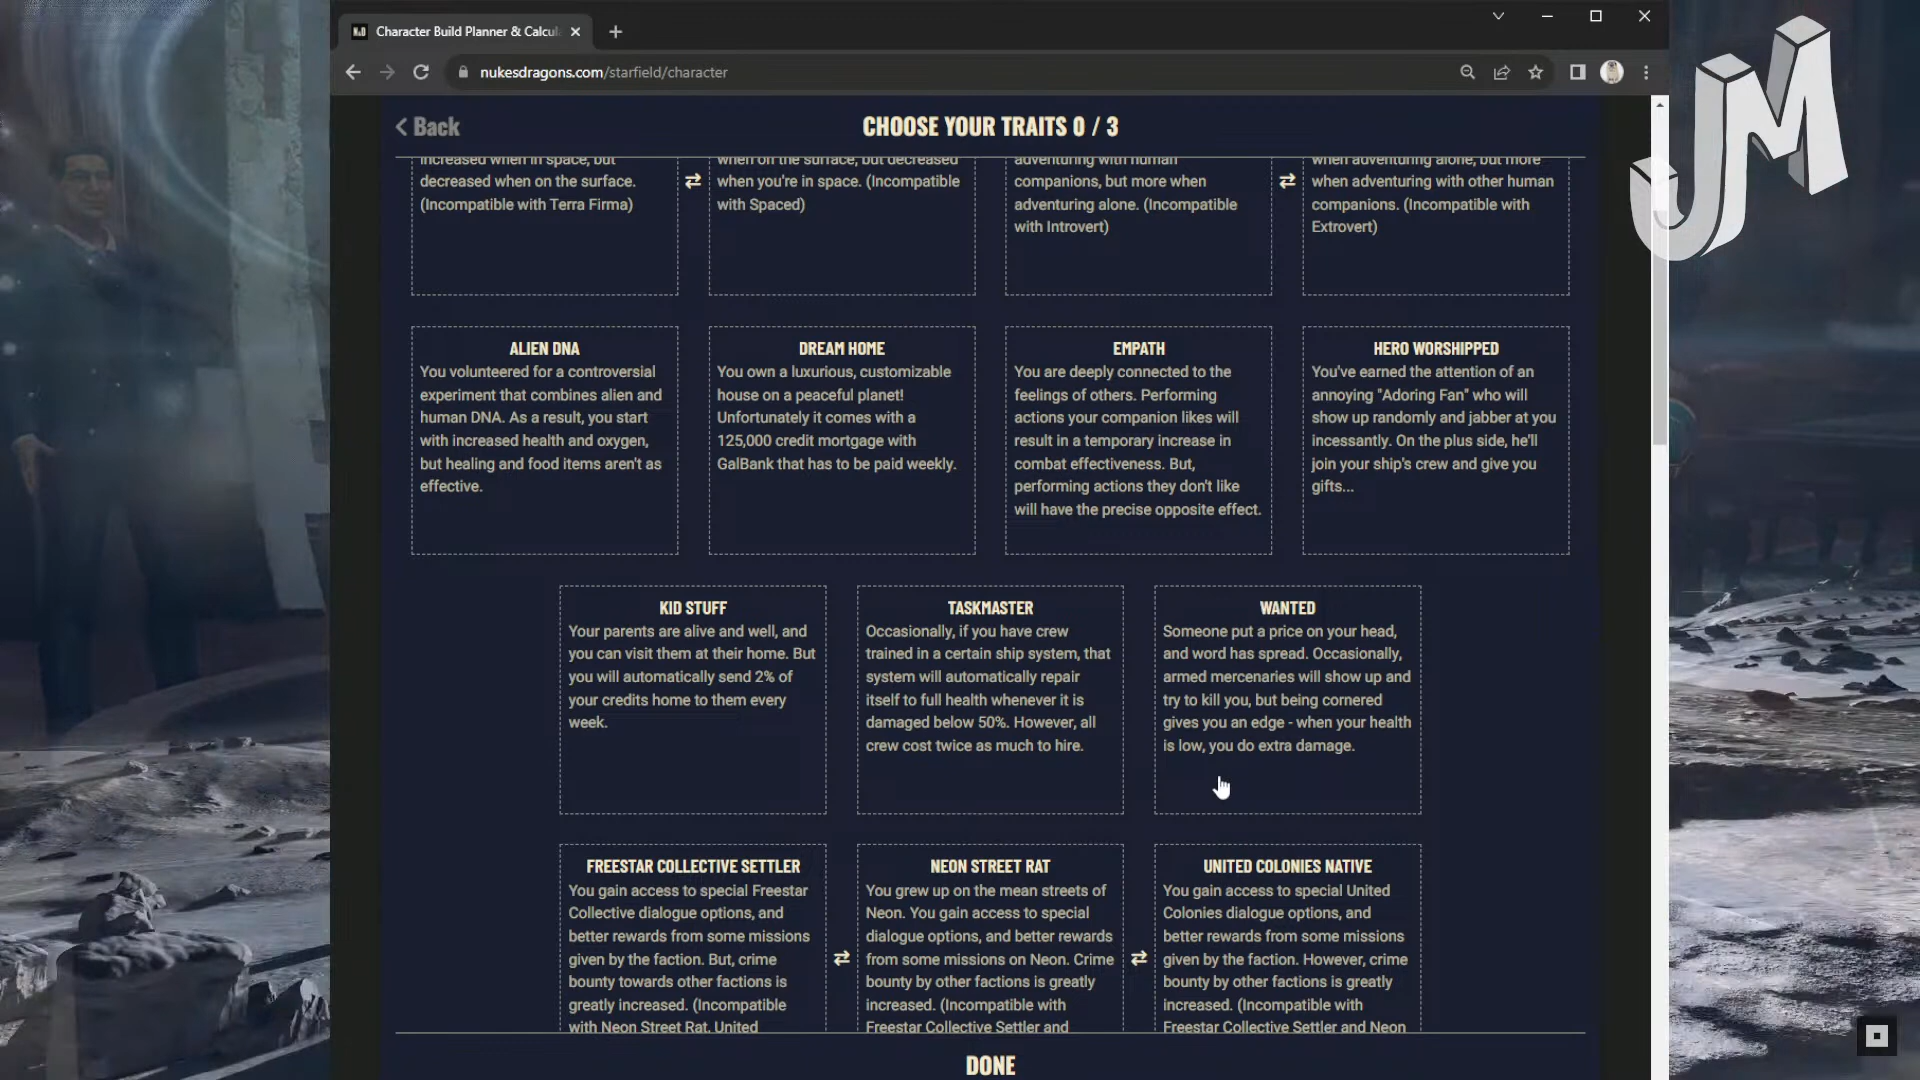 Character Build Planner & Calcul
nukesdragons.com/starfield/character
Back
CHOOSE YOUR TRAITS 0 / 3
increased when in space, but
decreased when on the surface.
(Incompatible with Terra Firma)
when on the surface, but decreased
when you're in space. (Incompatible
with Spaced)
adventuring with human
companions, but more when
adventuring alone. (Incompatible
with Introvert)
when adventuring alone, but more
when adventuring with other human
companions. (Incompatible with
Extrovert)
ALIEN DNA
You volunteered for a controversial
experiment that combines alien and
human DNA. As a result, you start
with increased health and oxygen,
but healing and food items aren't as
effective.
DREAM HOME
You own a luxurious, customizable
house on a peaceful planet!
Unfortunately it comes with a
125,000 credit mortgage with
GalBank that has to be paid weekly.
EMPATH
You are deeply connected to the
feelings of others. Performing
actions your companion likes will
result in a temporary increase in
combat effectiveness. But,
performing actions they don't like
will have the precise opposite effect.
HERO WORSHIPPED
You've earned the attention of an
annoying "Adoring Fan" who will
show up randomly and jabber at you
incessantly. On the plus side, he'll
join your ship's crew and give you
gifts...
KID STUFF
Your parents are alive and well, and
you can visit them at their home. But
you will automatically send 2% of
your credits home to them every
week.
TASKMASTER
Occasionally, if you have crew
trained in a certain ship system, that
system will automatically repair
itself to full health whenever it is
damaged below 50%. However, all
crew cost twice as much to hire.
WANTED
Someone put a price on your head,
and word has spread. Occasionally,
armed mercenaries will show up and
try to kill you, but being cornered
gives you an edge - when your health
is low, you do extra damage.
FREESTAR COLLECTIVE SETTLER
You gain access to special Freestar
Collective dialogue options, and
better rewards from some missions
given by the faction. But, crime
bounty towards other factions is
greatly increased. (Incompatible
with Neon Street Rat, United
NEON STREET RAT
You grew up on the mean streets of
Neon. You gain access to special
dialogue options, and better rewards
from some missions on Neon. Crime
bounty by other factions is greatly
increased. (Incompatible with
Freestar Collective Settler and
UNITED COLONIES NATIVE
You gain access to special United
Colonies dialogue options, and
better rewards from some missions
given by the faction. However, crime
bounty by other factions is greatly
increased. (Incompatible with
Freestar Collective Settler and Neon
DONE
JM